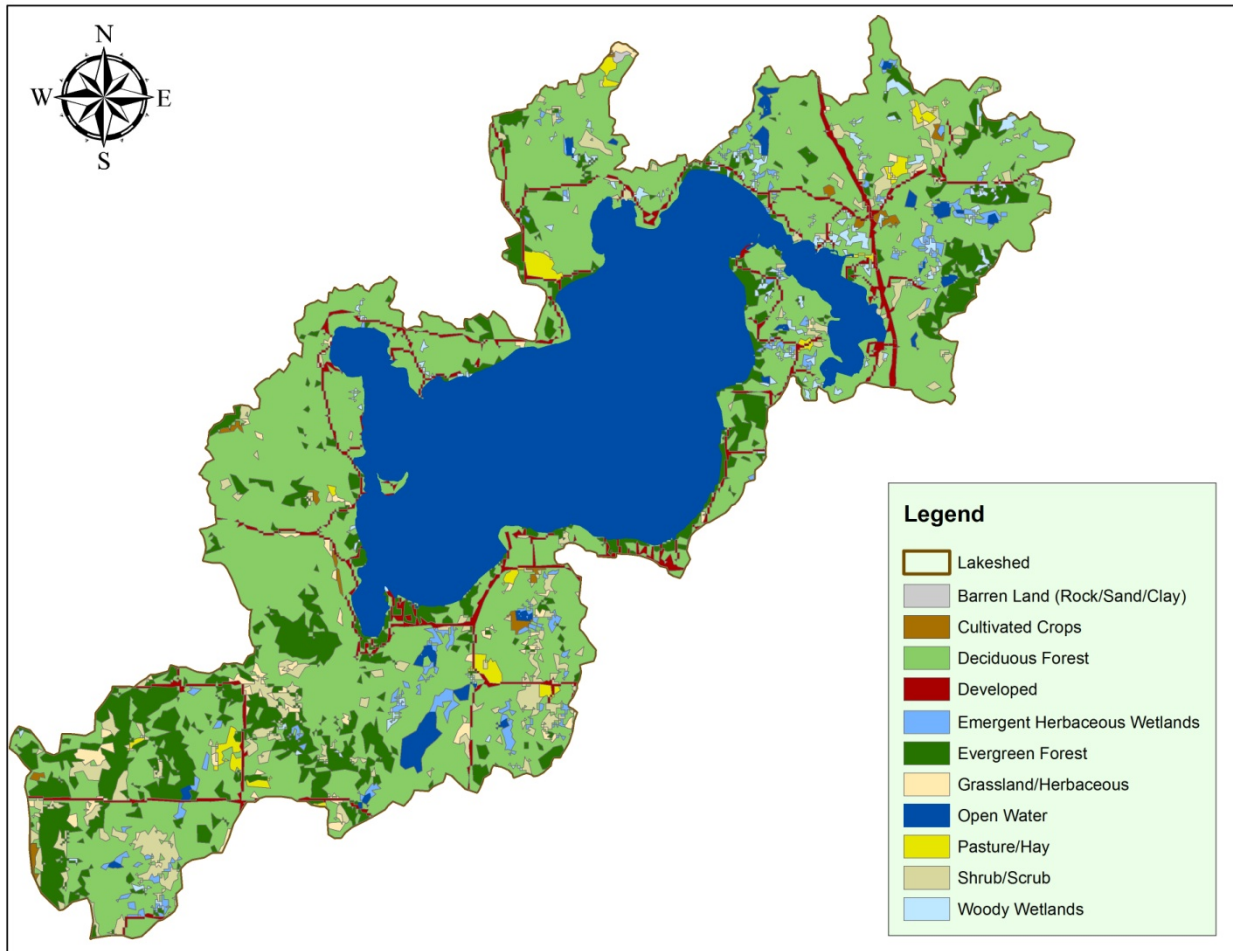 N
W E
S
Legend
Lakeshed
Barren Land (Rock/Sand/Clay)
Cultivated Crops
Deciduous Forest
Developed
Emergent Herbaceous Wetlands
Evergreen Forest
Grassland/Herbaceous
Open Water
Pasture/Hay
Shrub/Scrub
Woody Wetlands